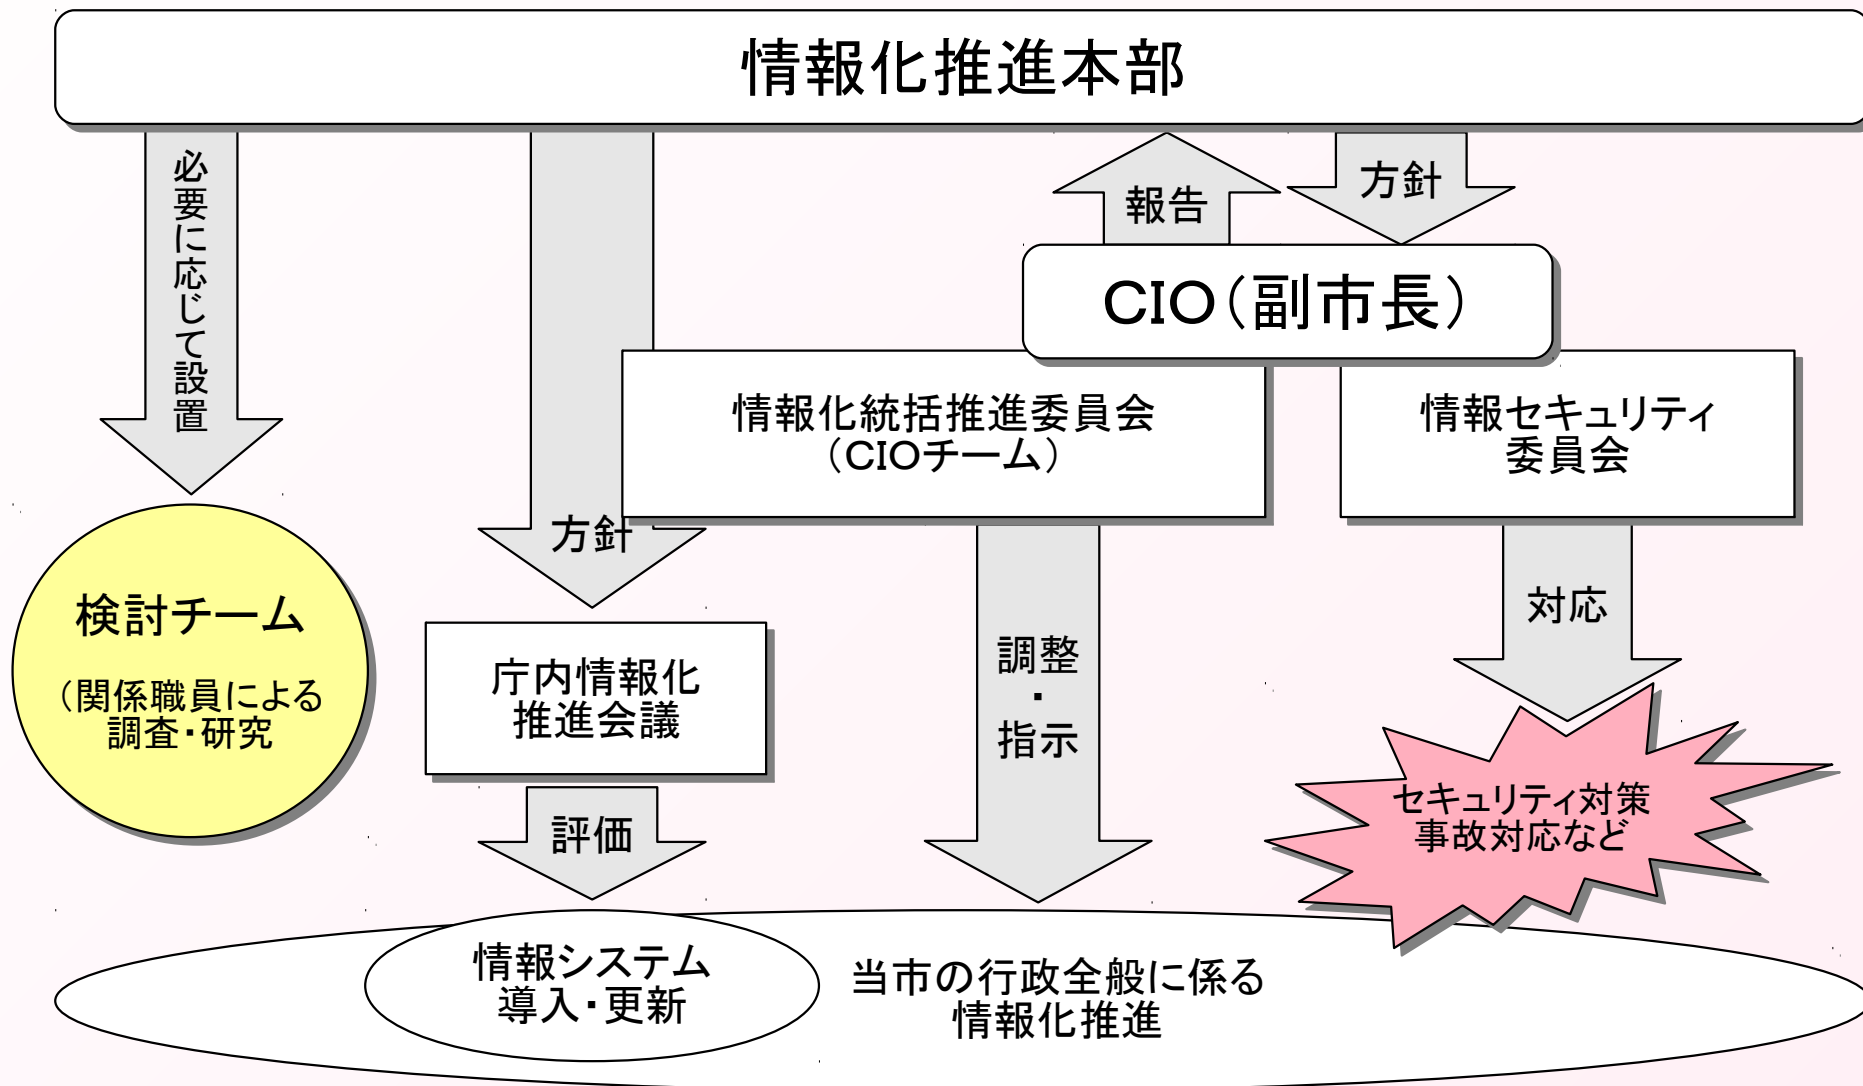 情報化推進本部
必要に応じて設置
報告
方針
CIO（副市長）
情報化統括推進委員会
（CIOチーム）
情報セキュリティ
委員会
方針
検討チーム
（関係職員による
調査・研究
庁内情報化
推進会議
調整
・
指示
対応
セキュリティ対策
事故対応など
評価
情報システム
導入・更新
当市の行政全般に係る
情報化推進